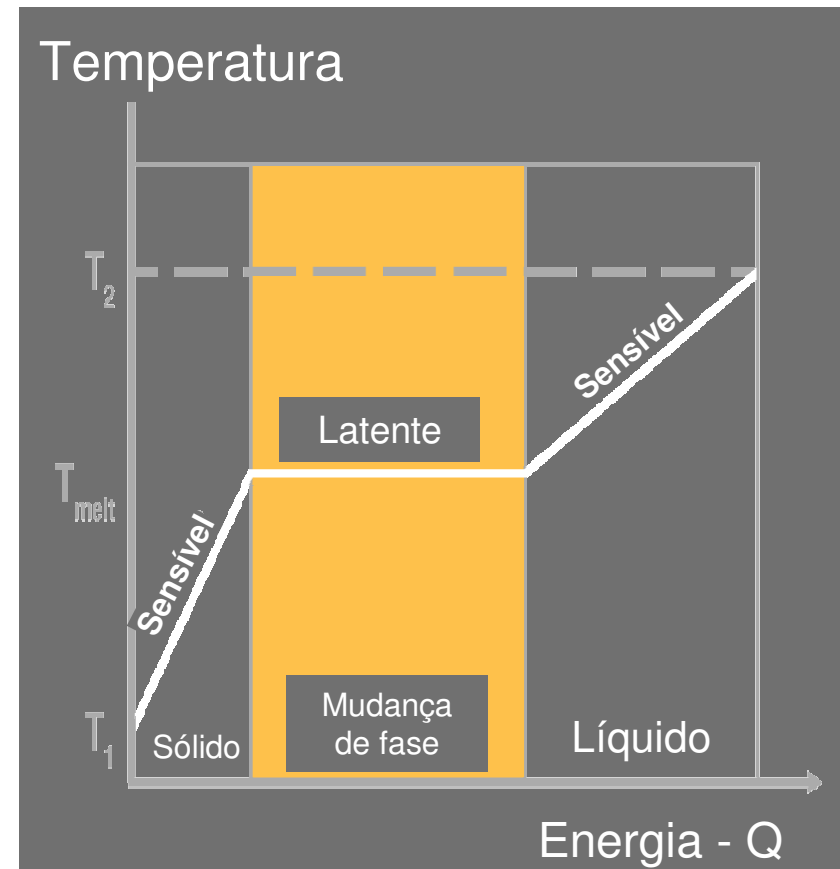 Temperatura
T2
Sensível
Latente
Tmelt
Sensível
T1
Sólido
Mudança
de fase
Líquido
Energia - Q